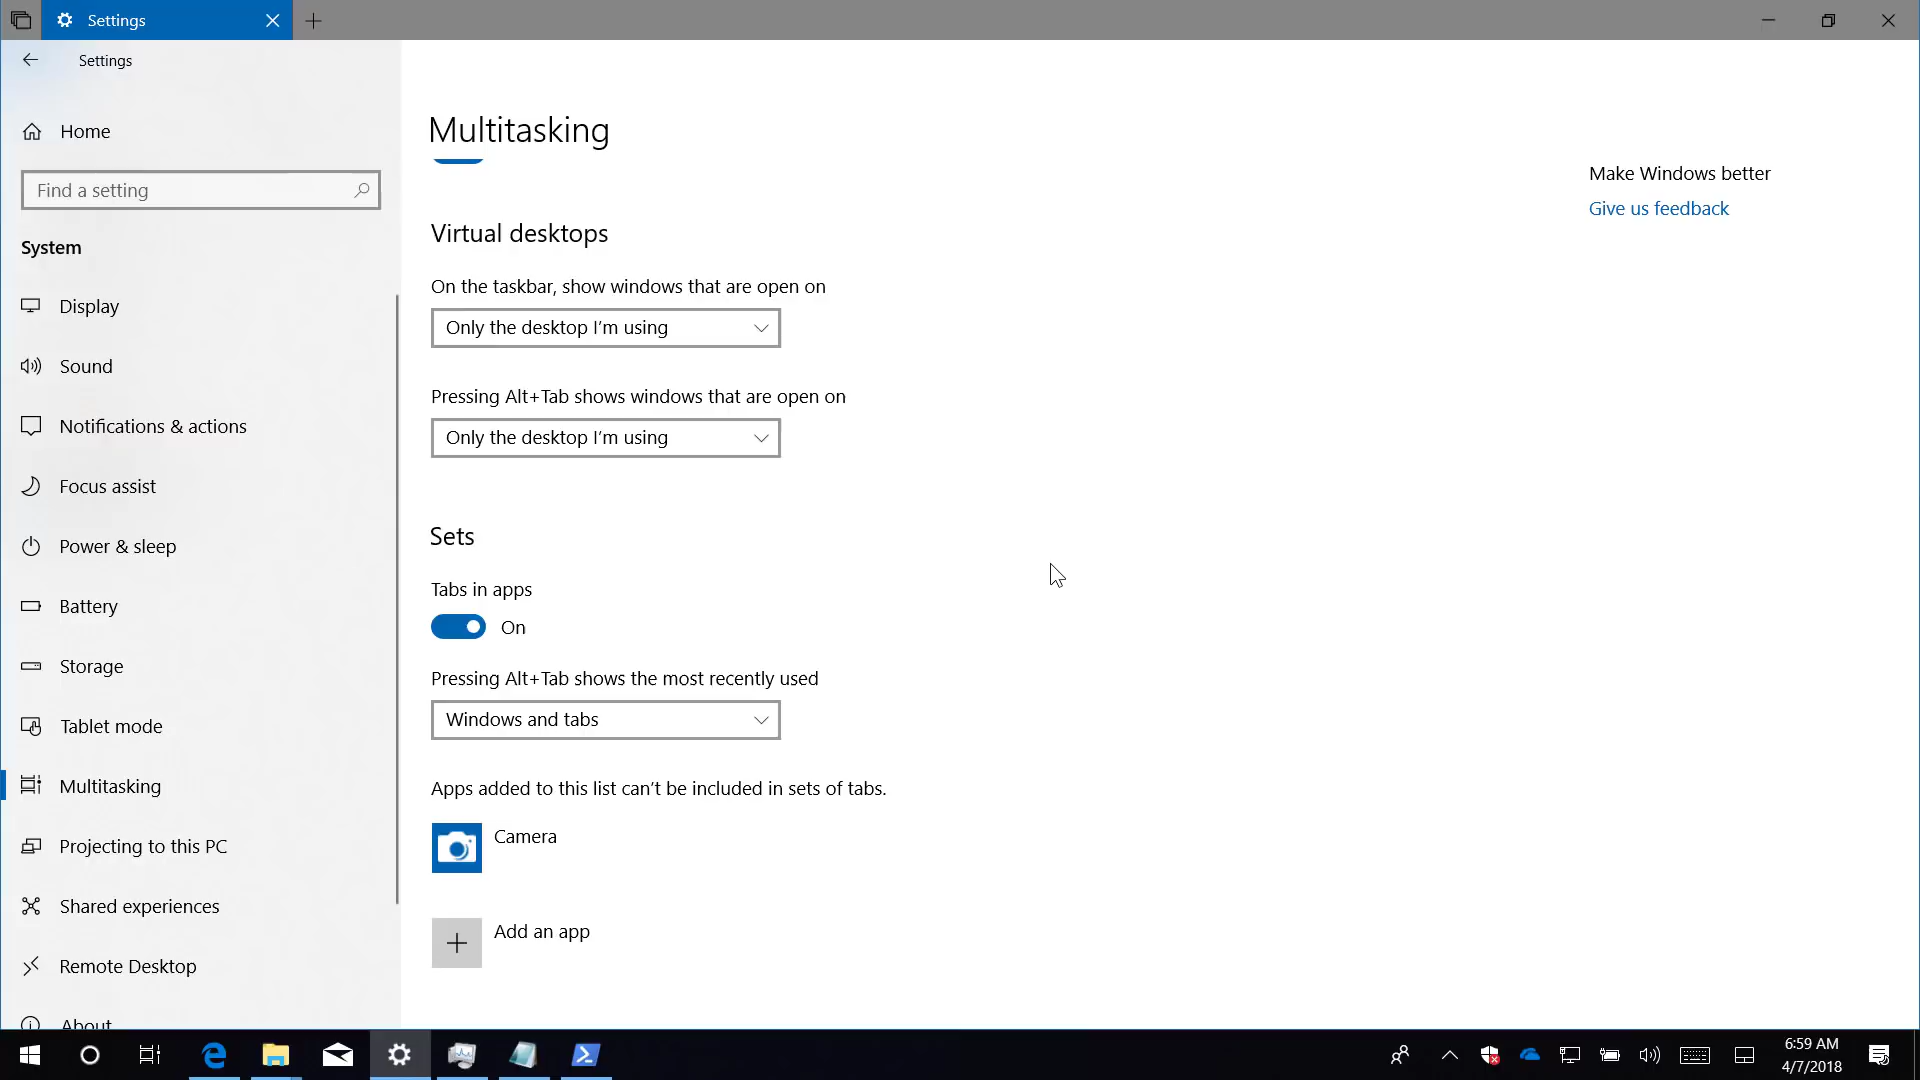 Settings
Settings
Home
Find a setting
System
Display
Sound
Notifications & actions
Focus assist
Power & sleep
Battery
Storage
Tablet mode
Multitasking
Projecting to this PC
Shared experiences
Remote Desktop
About
Multitasking
Virtual desktops
On the taskbar, show windows that are open on
Only the desktop I’m using
Pressing Alt+Tab shows windows that are open on
Only the desktop I’m using
Sets
Tabs in apps
On
Pressing Alt+Tab shows the most recently used
Windows and tabs
Apps added to this list can’t be included in sets of tabs.
Camera
Add an app
Make Windows better
Give us feedback
6:59 AM
4/7/2018